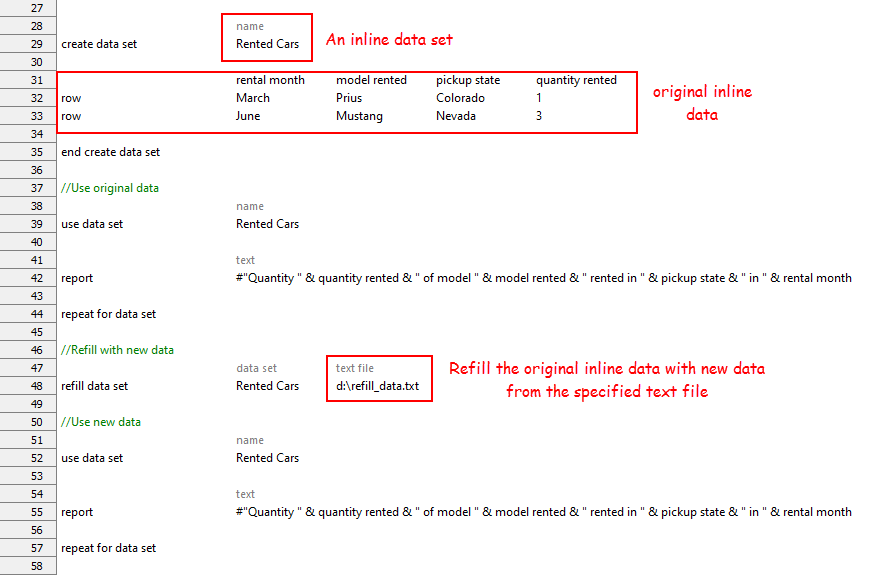 27
28 name
29 create data set Rented Cars An inline data set
30
31 rental month model rented pickup state quantity rented
32 row March Prius Colorado 1
33 row June Mustang Nevada 3
original inline
data
34
35 end create data set
36
37 //Use original data
38 name
39 use data set Rented Cars
40
41 text
42 report #"Quantity " & quantity rented & " of model " & model rented & " rented in " & pickup state & " in " & rental month
43
44 repeat for data set
45
46 //Refill with new data
47 data set text file
48 refill data set Rented Cars d:\refill_data.txt
Refill the original inline data with new data
from the specified text file
49
50 //Use new data
51 name
52 use data set Rented Cars
53
54 text
55 report #"Quantity " & quantity rented & " of model " & model rented & " rented in " & pickup state & " in " & rental month
56
57 repeat for data set
58